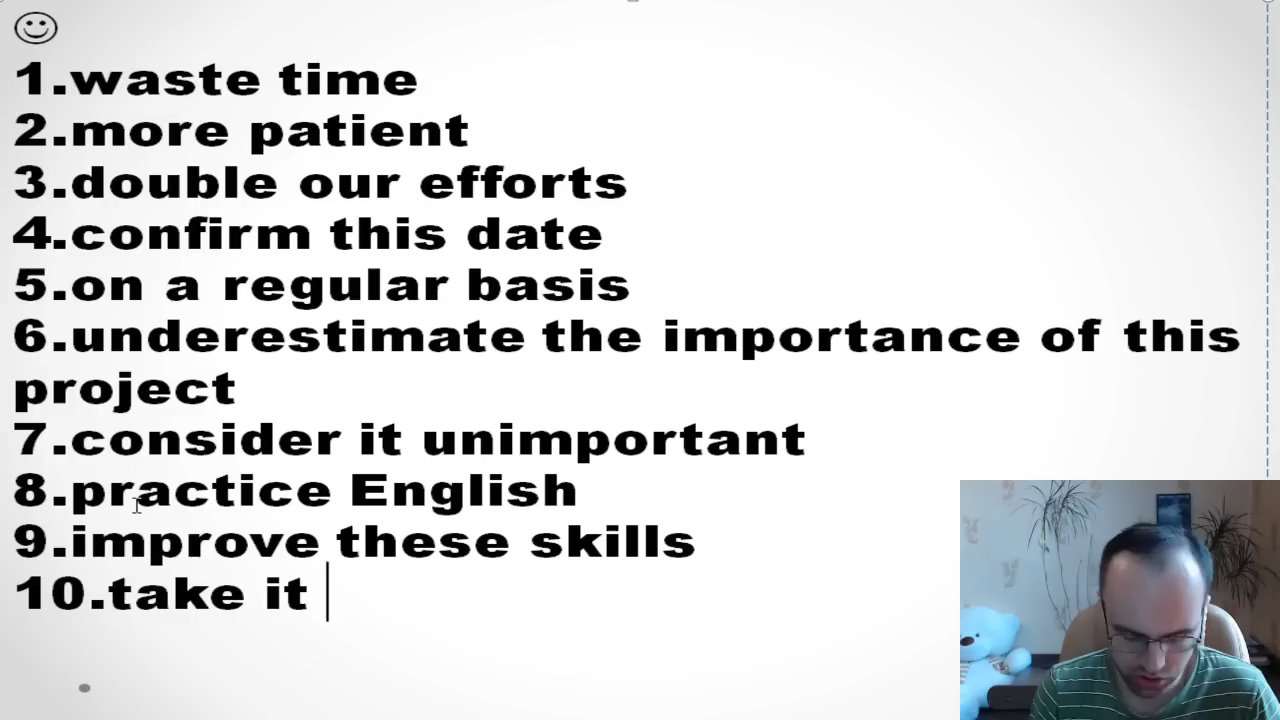 1.waste time
2.more patient
3.double our efforts
4.confirm this date
5.on a regular basis
6.underestimate the importance of this
project
7.consider it unimportant
8.practice English
9.improve these skills
10.take it